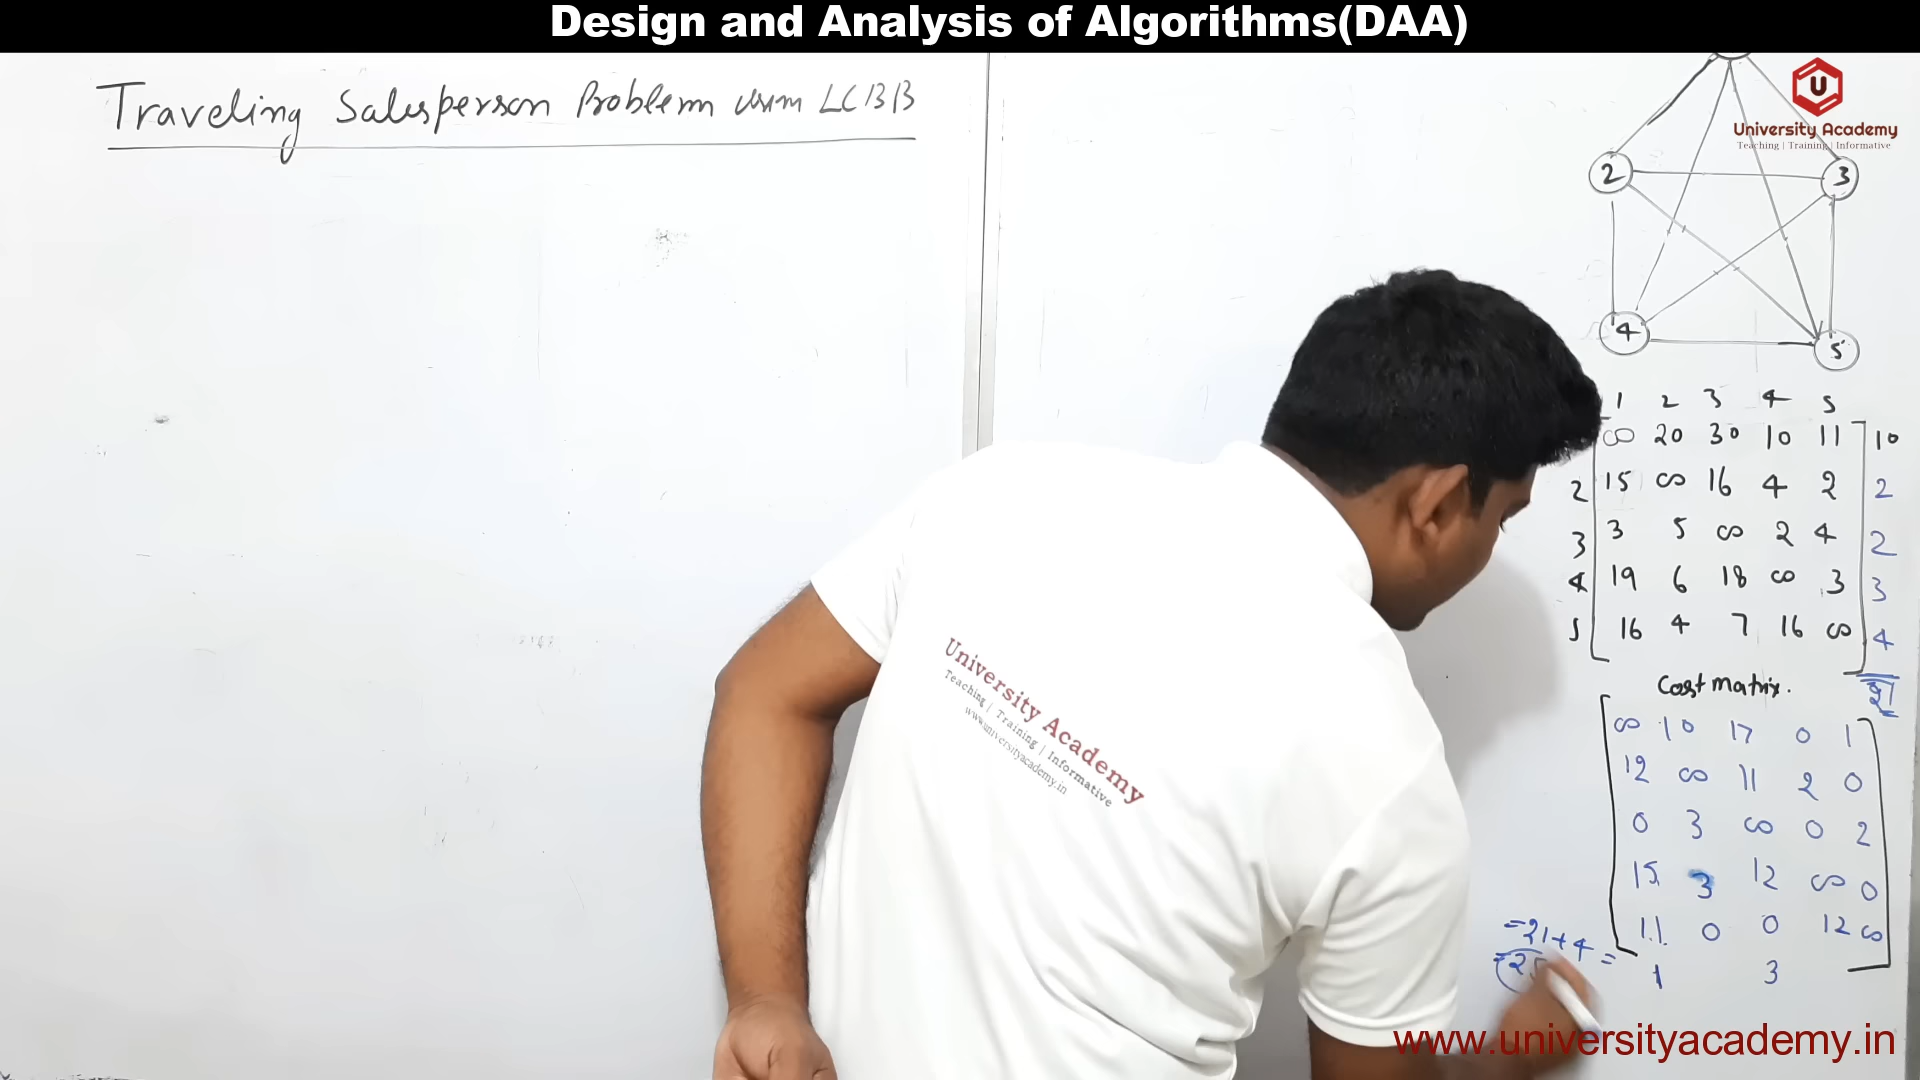 Design and Analysis of Algorithms(DAA)
Traveling Salesperson Problem LCBB
U
University Academy
Teaching | Training | Informative
2 3
4 5
1 2 3 4 5
∞ 20 30 10 11 10
2 15 ∞ 16 4 2 2
3 3 5 ∞ 2 4 2
4 19 6 18 ∞ 3 3
5 16 4 7 16 ∞ 4
Cost matrix. 21
∞ 10 17 0 1
12 ∞ 11 2 0
0 3 ∞ 0 2
15 3 12 ∞ 0
11 0 0 12 ∞
1 3
=21+4=
=25
University Academy
Teaching | Training | Informative
www.universityacademy.in
www.universityacademy.in